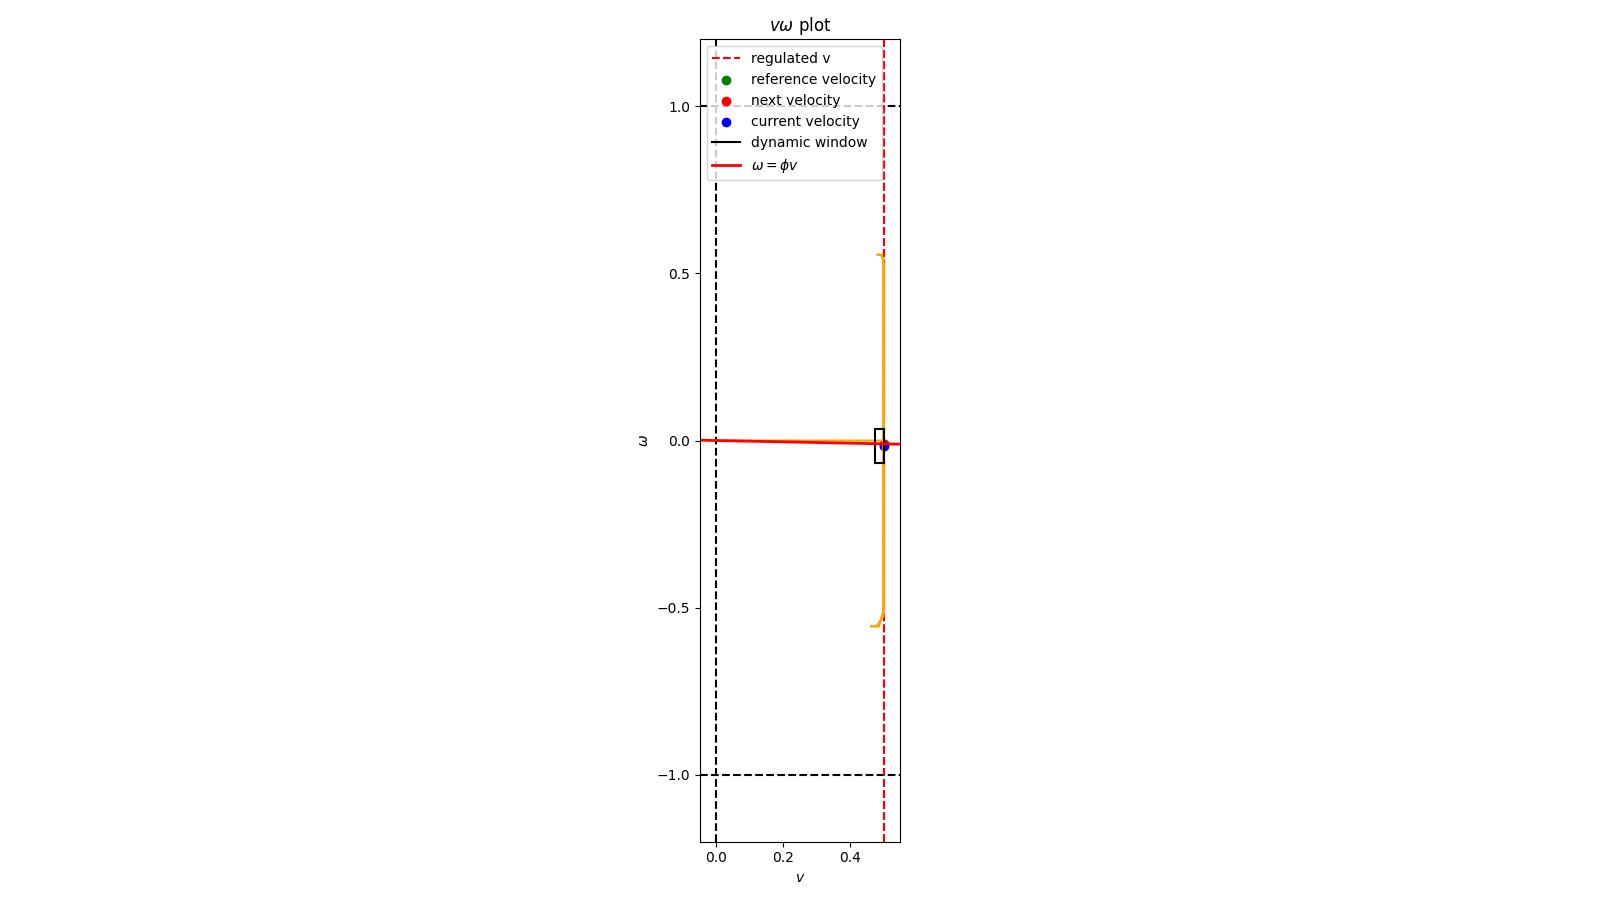 vω plot
regulated v
reference velocity
next velocity
current velocity
dynamic window
ω = ϕv
1.0
0.5
0.0
−0.5
−1.0
ω
0.0 0.2 0.4
v